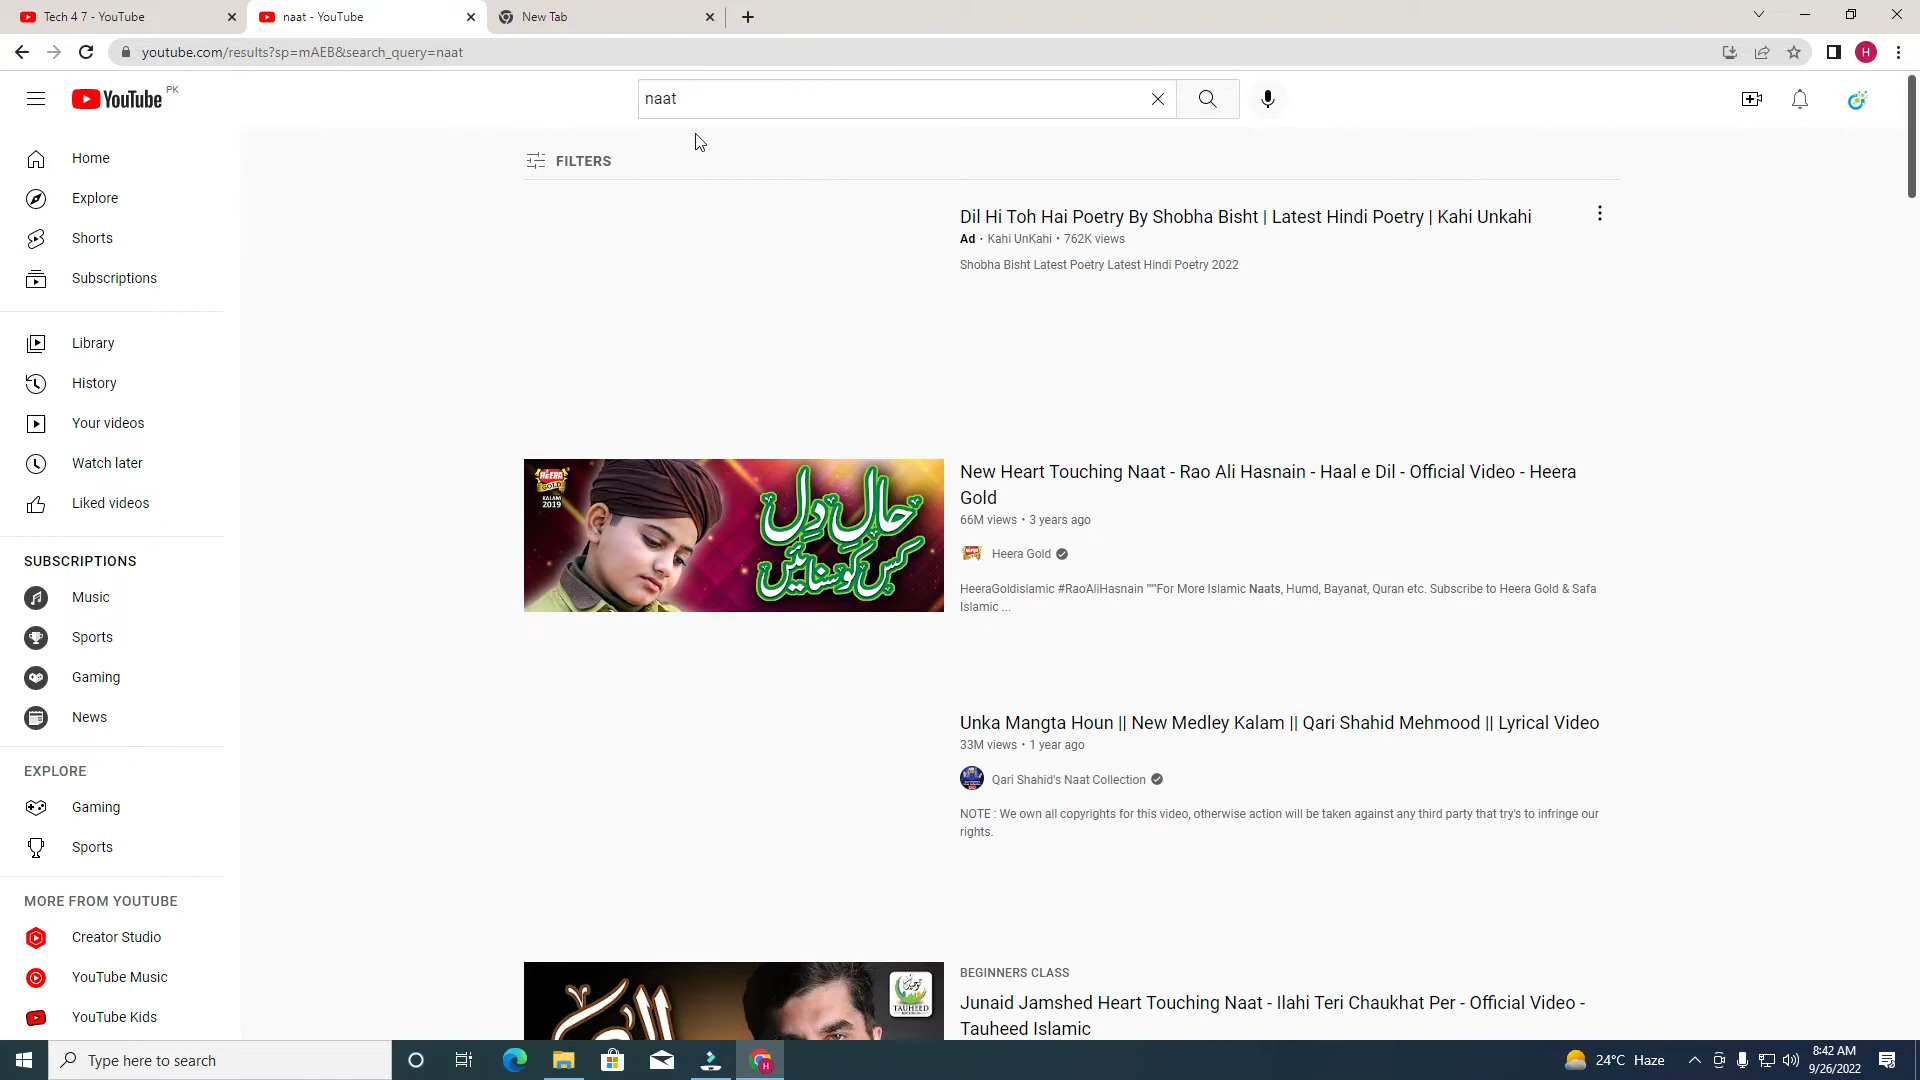 Tech 4 7 - YouTube
naat - YouTube
New Tab
youtube.com/results?sp=mAEB&search_query=naat
H
YouTube PK
naat
FILTERS
Home
Explore
Shorts
Subscriptions
Library
History
Your videos
Watch later
Liked videos
SUBSCRIPTIONS
Music
Sports
Gaming
News
EXPLORE
Gaming
Sports
MORE FROM YOUTUBE
Creator Studio
YouTube Music
YouTube Kids
Dil Hi Toh Hai Poetry By Shobha Bisht | Latest Hindi Poetry | Kahi Unkahi
Ad · Kahi UnKahi • 762K views
Shobha Bisht Latest Poetry Latest Hindi Poetry 2022
HEERA
GOLD
KALAM
2019
حالِ دل
کس کو سنائیں
New Heart Touching Naat - Rao Ali Hasnain - Haal e Dil - Official Video - Heera
Gold
66M views • 3 years ago
Heera Gold
HeeraGoldislamic #RaoAliHasnain """For More Islamic Naats, Humd, Bayanat, Quran etc. Subscribe to Heera Gold & Safa
Islamic ...
Unka Mangta Houn || New Medley Kalam || Qari Shahid Mehmood || Lyrical Video
33M views • 1 year ago
Qari Shahid's Naat Collection
NOTE : We own all copyrights for this video, otherwise action will be taken against any third party that try's to infringe our
rights.
TAUHEED
BEGINNERS CLASS
Junaid Jamshed Heart Touching Naat - Ilahi Teri Chaukhat Per - Official Video -
Tauheed Islamic
Type here to search
H
24°C Haze
8:42 AM
9/26/2022